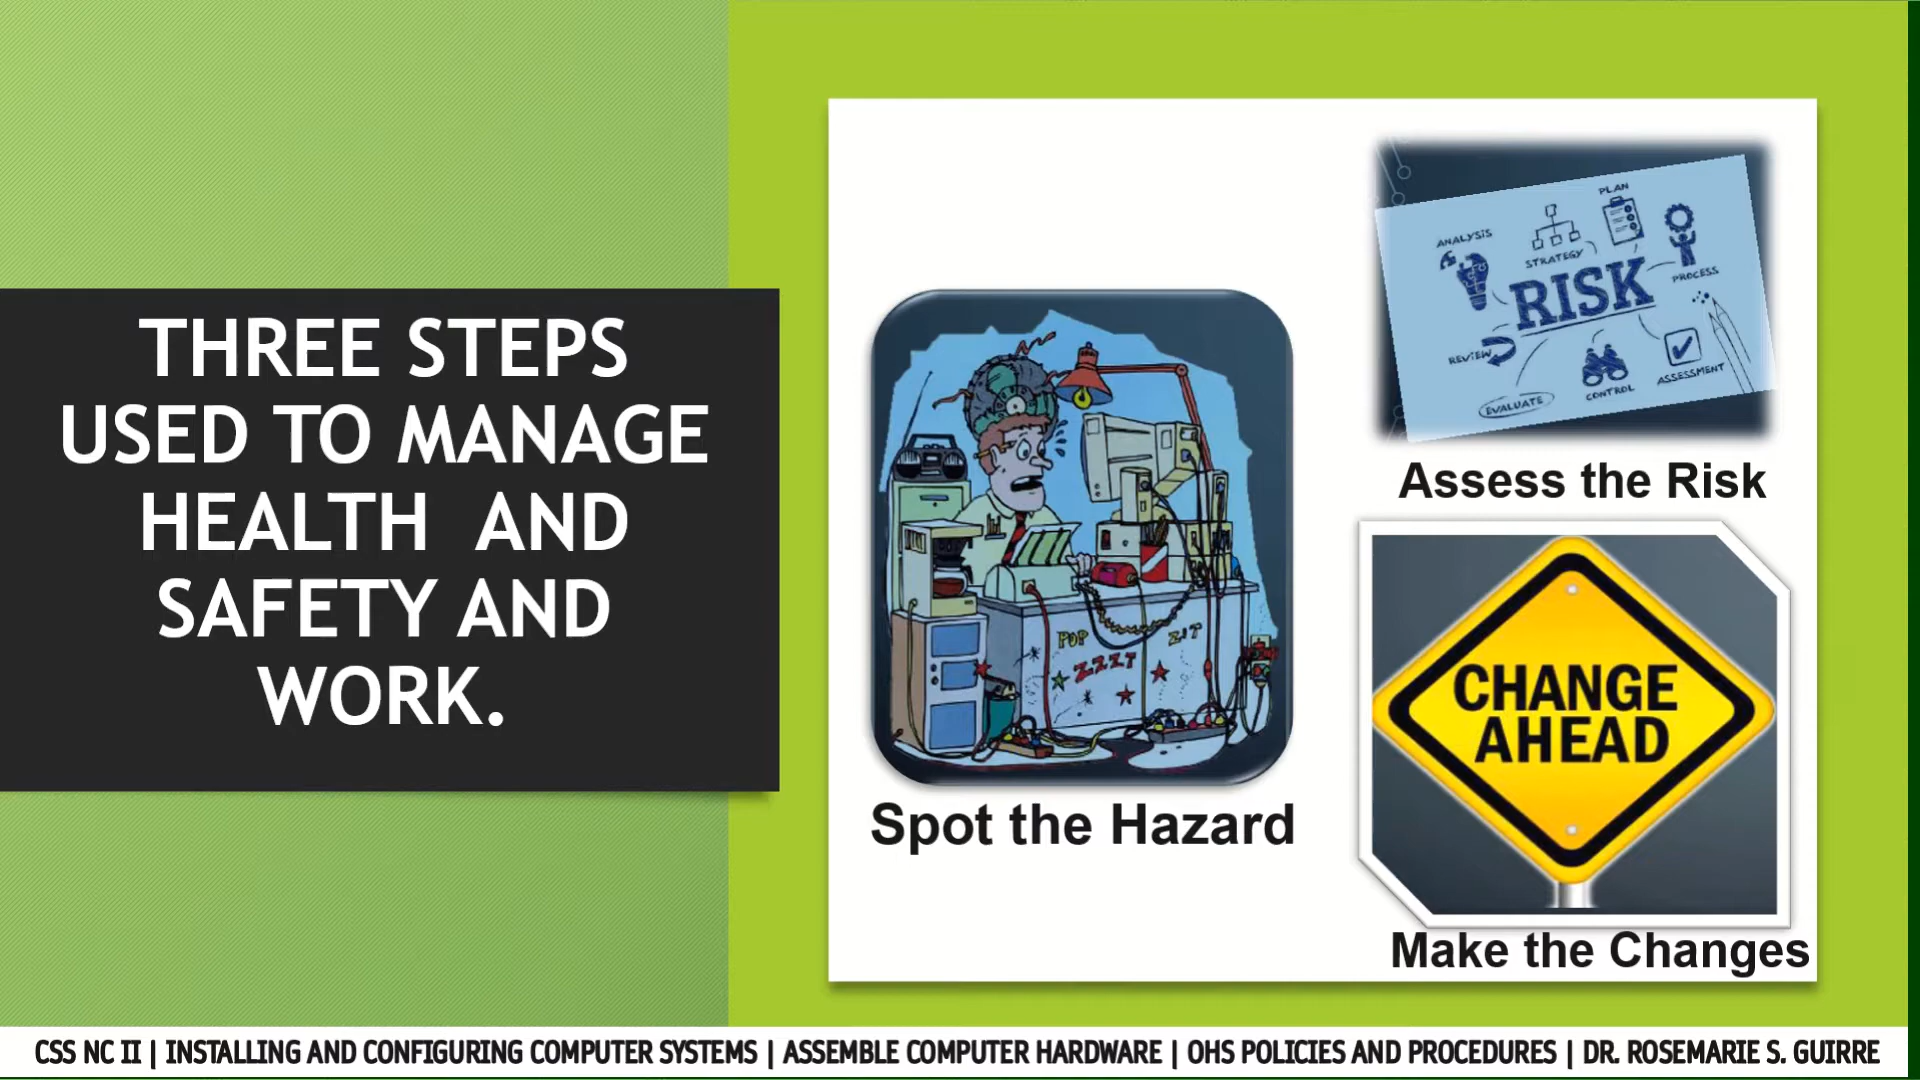 THREE STEPS
USED TO MANAGE
HEALTH AND
SAFETY AND
WORK.
POP
ZIT
ZZZT
Spot the Hazard
PLAN
ANALYSIS
STRATEGY
PROCESS
RISK
REVIEW
ASSESSMENT
CONTROL
EVALUATE
Assess the Risk
CHANGE
AHEAD
Make the Changes
CSS NC II | INSTALLING AND CONFIGURING COMPUTER SYSTEMS | ASSEMBLE COMPUTER HARDWARE | OHS POLICIES AND PROCEDURES | DR. ROSEMARIE S. GUIRRE